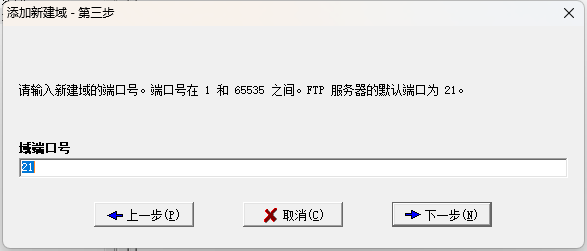 添加新建域 - 第三步
请输入新建域的端口号。端口号在 1 和 65535 之间。FTP 服务器的默认端口为 21。
域端口号
21
上一步(P) 取消(C) 下一步(N)